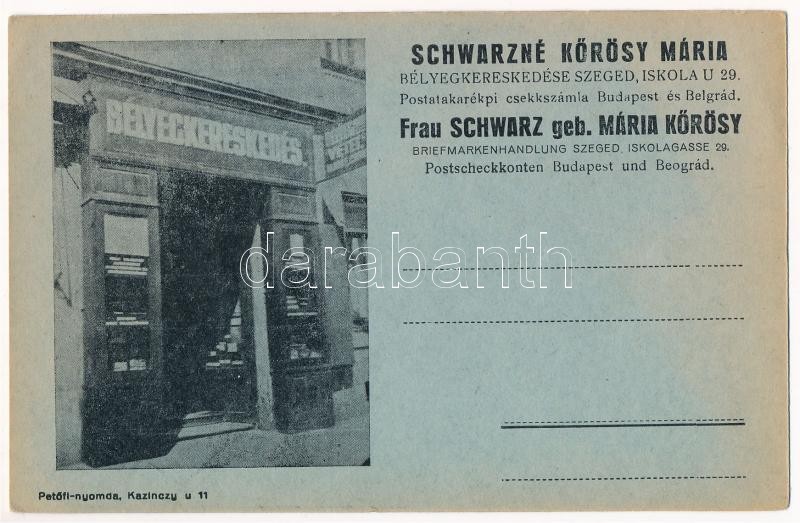 SCHWARZNÉ KŐRÖSY MÁRIA
BÉLYEGKERESKEDÉSE SZEGED, ISKOLA U 29.
Postatakarékpi csekkszámla Budapest és Belgrád.
Frau SCHWARZ geb. MÁRIA KŐRÖSY
BRIEFMARKENHANDLUNG SZEGED, ISKOLAGASSE 29.
Postscheckkonten Budapest und Beográd.
BÉLYEGKERESKEDÉS.
darabanth
Petőfi-nyomda, Kazinczy u 11